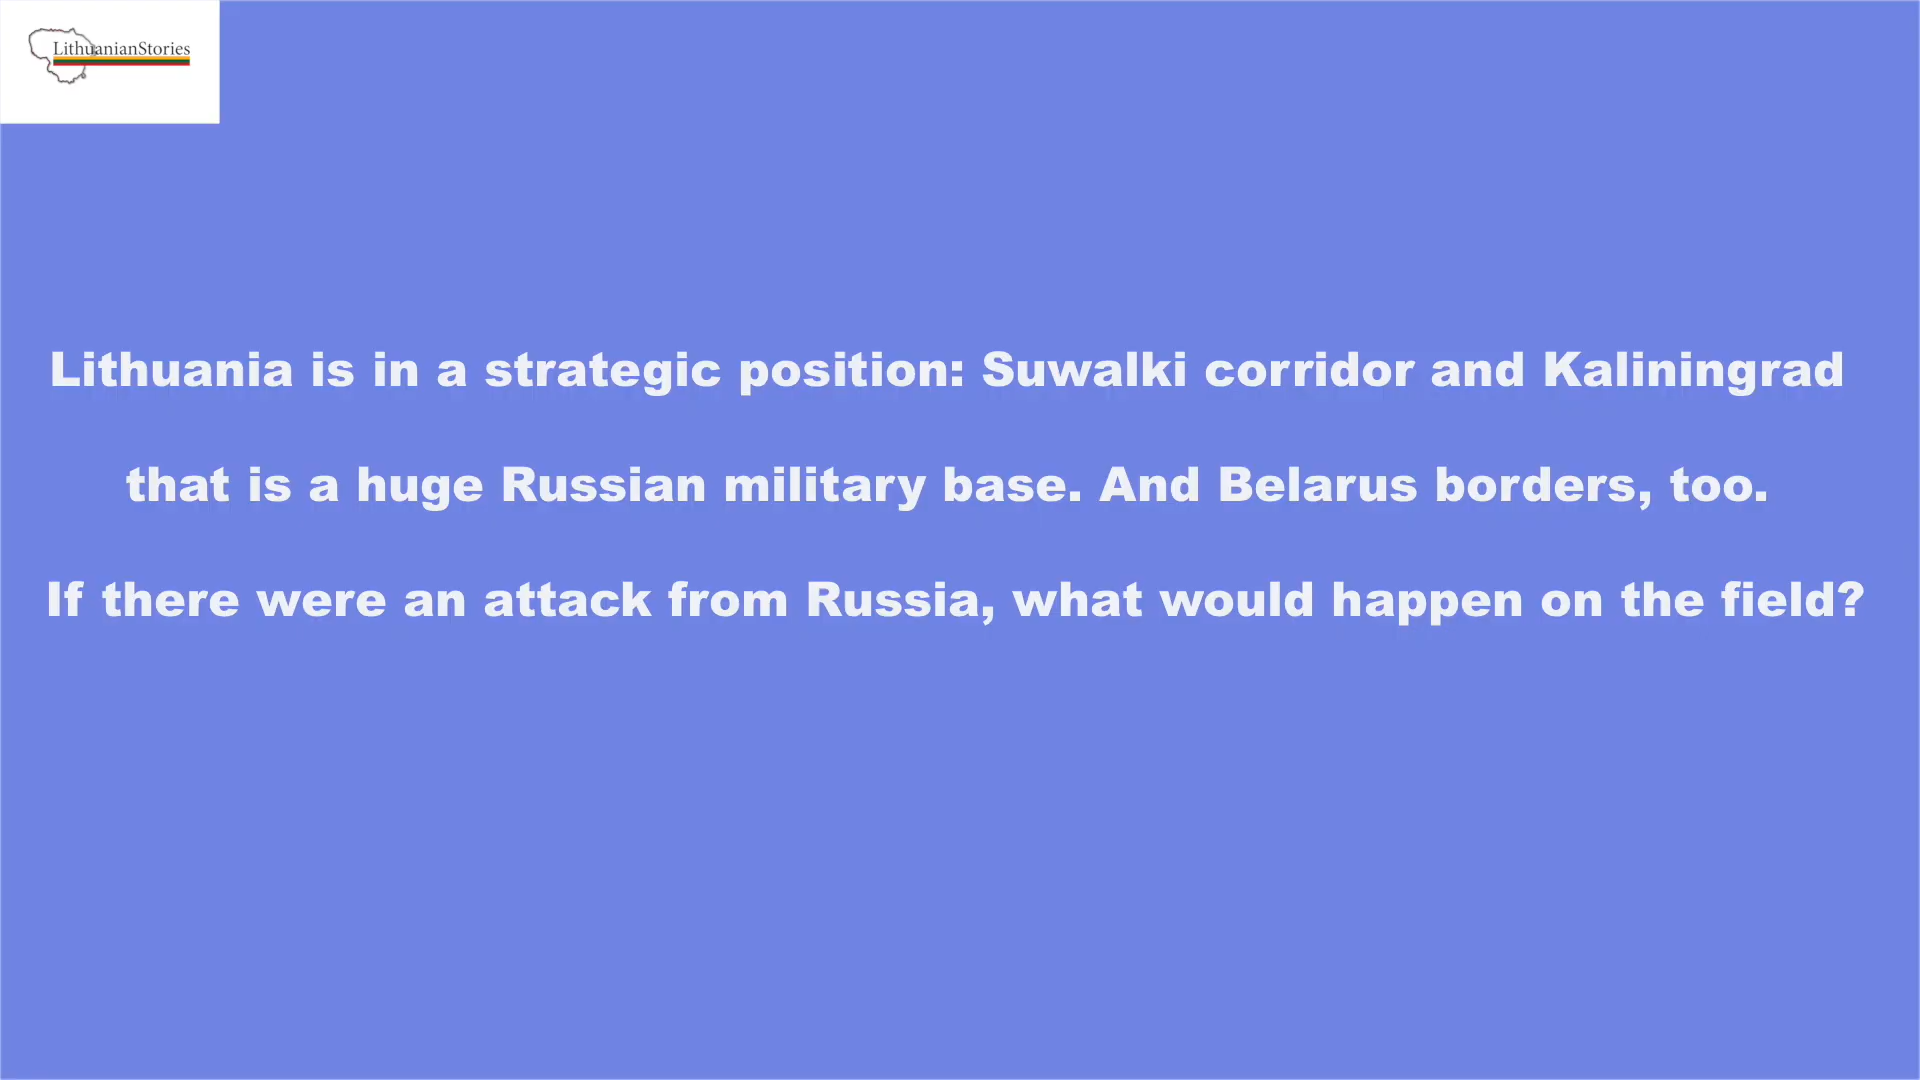 LithuanianStories
Lithuania is in a strategic position: Suwalki corridor and Kaliningrad
that is a huge Russian military base. And Belarus borders, too.
If there were an attack from Russia, what would happen on the field?